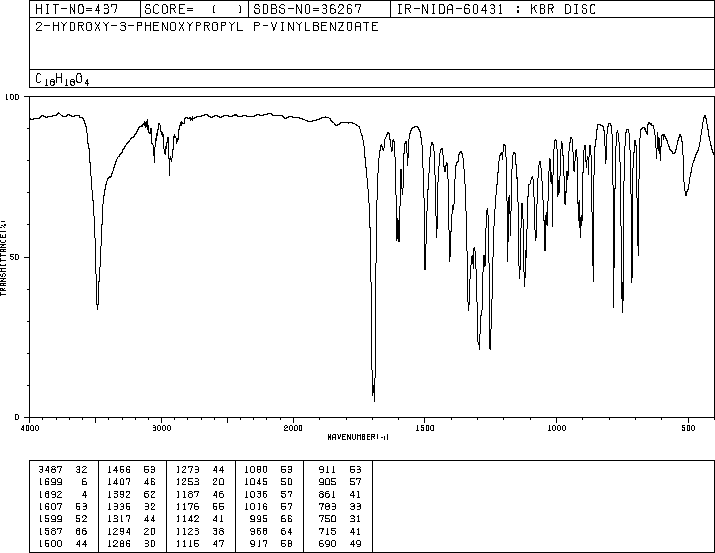 HIT-NO=437 SCORE= ( ) SDBS-NO=36267 IR-NIDA-60431 : KBR DISC
2-HYDROXY-3-PHENOXYPROPYL P-VINYLBENZOATE
C18H18O4
100
TRANSMITTANCE(%)
50
0
4000 3000 2000 1500 1000 500
WAVENUMBER(-1)
3487 32 1456 53 1273 44 1080 53 911 53
1699 6 1407 46 1253 20 1045 50 905 57
1692 4 1392 62 1187 46 1036 57 861 41
1607 53 1335 32 1176 55 1016 57 783 33
1599 52 1317 44 1142 41 995 66 750 31
1587 66 1294 20 1123 38 968 64 715 41
1500 44 1286 30 1116 47 917 58 690 49